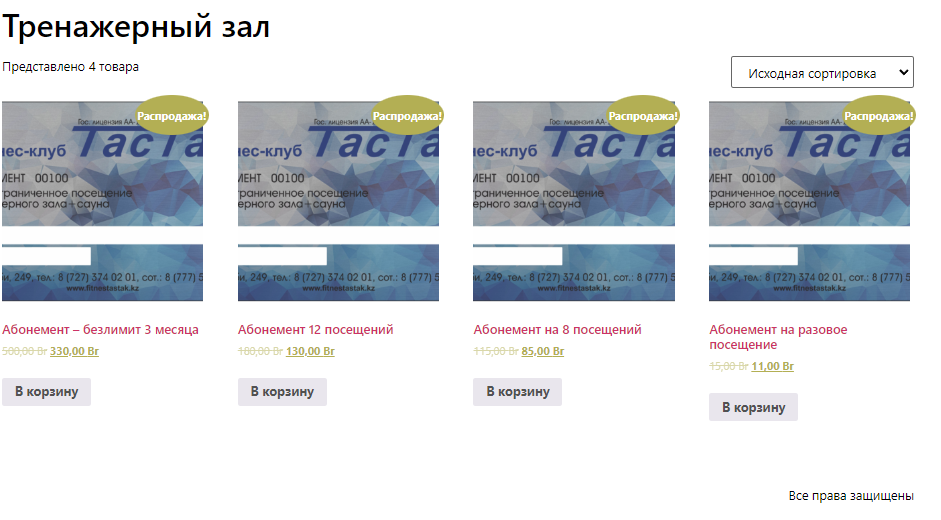 Тренажерный зал
Представлено 4 товара
Исходная сортировка
Распродажа!
Гос. лицензия АА-
нес-клуб ТасТа
МЕНТ 00100
граниченное посещение
ерного зала+сауна
и. 249, тел.: 8 (727) 374 02 01, сот.: 8 (777) 5
www.fitnestastak.kz
Абонемент – безлимит 3 месяца
500,00 Br 330,00 Br
В корзину
Распродажа!
Гос. лицензия АА-
нес-клуб ТасТа
МЕНТ 00100
граниченное посещение
ерного зала+сауна
и. 249, тел.: 8 (727) 374 02 01, сот.: 8 (777) 5
www.fitnestastak.kz
Абонемент 12 посещений
180,00 Br 130,00 Br
В корзину
Распродажа!
Гос. лицензия АА-
нес-клуб ТасТа
МЕНТ 00100
граниченное посещение
ерного зала+сауна
и. 249, тел.: 8 (727) 374 02 01, сот.: 8 (777) 5
www.fitnestastak.kz
Абонемент на 8 посещений
115,00 Br 85,00 Br
В корзину
Распродажа!
Гос. лицензия АА-
нес-клуб ТасТа
МЕНТ 00100
граниченное посещение
ерного зала+сауна
и. 249, тел.: 8 (727) 374 02 01, сот.: 8 (777) 5
www.fitnestastak.kz
Абонемент на разовое
посещение
15,00 Br 11,00 Br
В корзину
Все права защищены